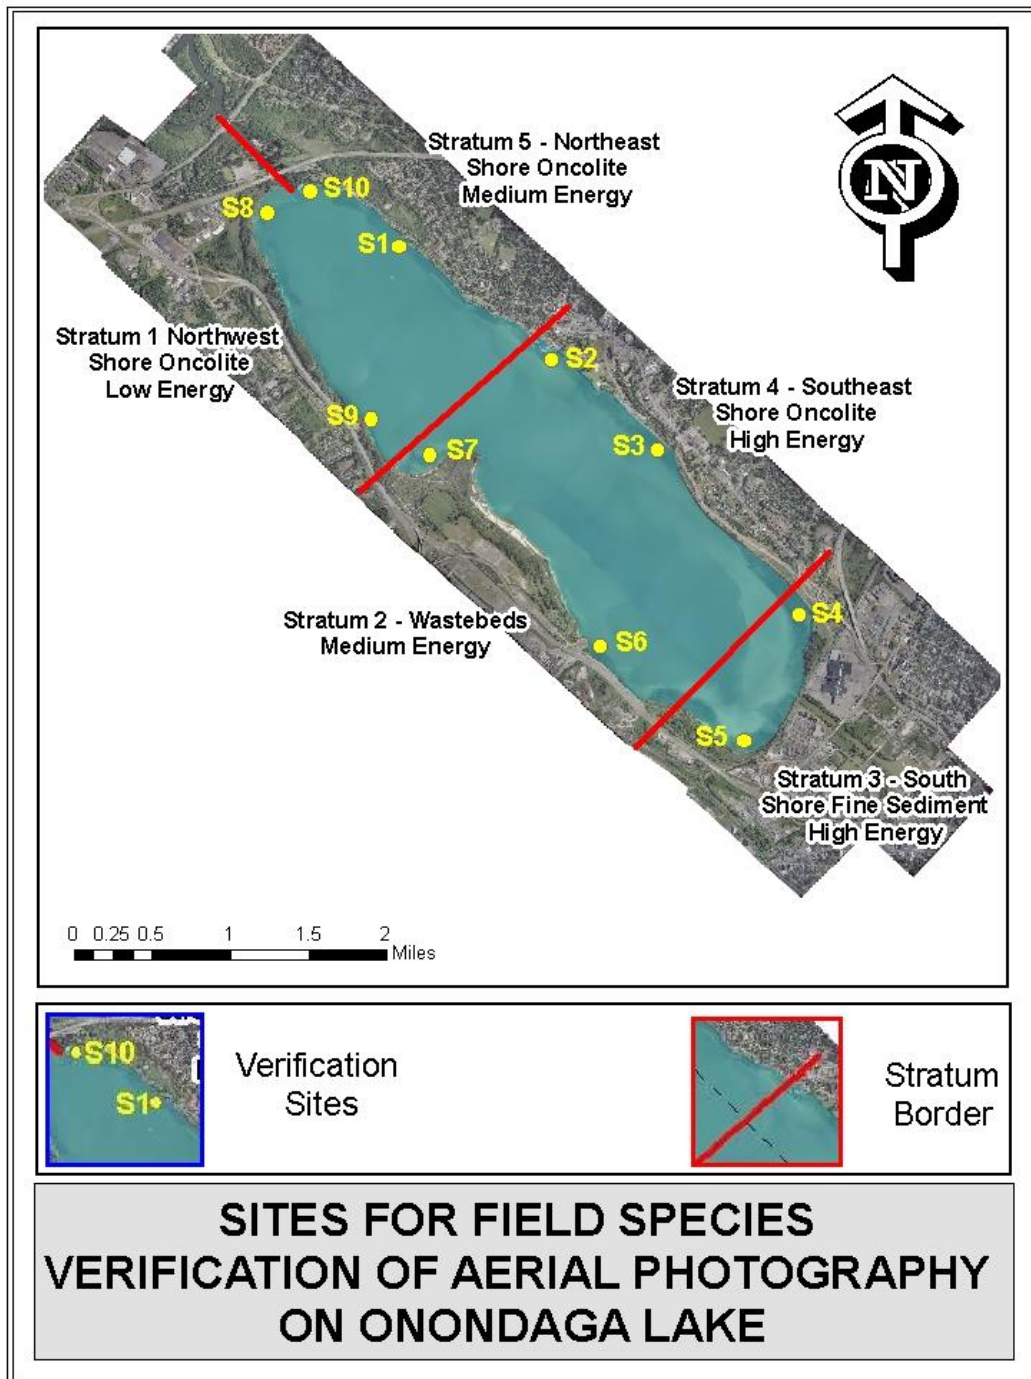 Stratum 5 - Northeast
Shore Oncolite
Medium Energy
N
S10
S8
S1
Stratum 1 Northwest
Shore Oncolite
Low Energy
S2
Stratum 4 - Southeast
Shore Oncolite
High Energy
S9
S7
S3
Stratum 2 - Wastebeds
Medium Energy
S6
S4
S5
Stratum 3 - South
Shore Fine Sediment
High Energy
0 0.25 0.5 1 1.5 2
Miles
S10
S1
Verification
Sites
Stratum
Border
SITES FOR FIELD SPECIES
VERIFICATION OF AERIAL PHOTOGRAPHY
ON ONONDAGA LAKE